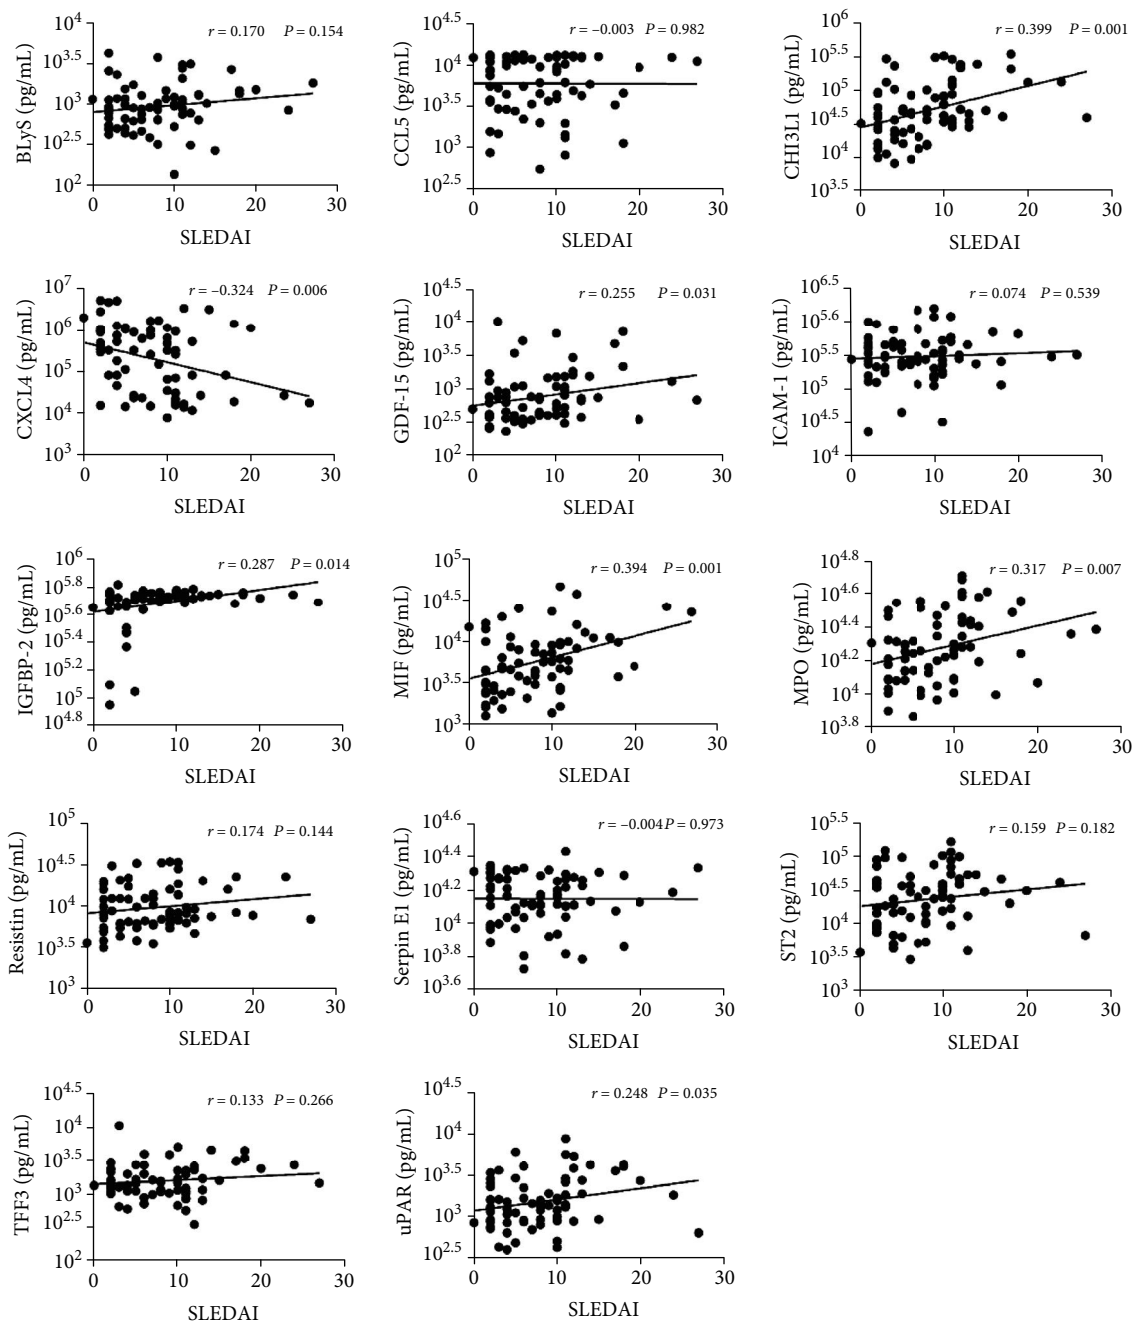 r = 0.170 P = 0.154
BLyS (pg/mL)
10^4
10^3.5
10^3
10^2.5
10^2
0 10 20 30
SLEDAI
r = −0.003 P = 0.982
CCL5 (pg/mL)
10^4.5
10^4
10^3.5
10^3
10^2.5
0 10 20 30
SLEDAI
r = 0.399 P = 0.001
CHI3L1 (pg/mL)
10^6
10^5.5
10^5
10^4.5
10^4
10^3.5
0 10 20 30
SLEDAI
r = −0.324 P = 0.006
CXCL4 (pg/mL)
10^7
10^6
10^5
10^4
10^3
0 10 20 30
SLEDAI
r = 0.255 P = 0.031
GDF-15 (pg/mL)
10^4.5
10^4
10^3
10^2.5
10^2
0 10 20 30
SLEDAI
r = 0.074 P = 0.539
ICAM-1 (pg/mL)
10^6.5
10^5.6
10^5.5
10^5
10^4.5
10^4
0 10 20 30
SLEDAI
r = 0.287 P = 0.014
IGFBP-2 (pg/mL)
10^6
10^5.8
10^5.6
10^5.4
10^5.2
10^5
10^4.8
0 10 20 30
SLEDAI
r = 0.394 P = 0.001
MIF (pg/mL)
10^5
10^4.5
10^4
10^3.5
10^3
0 10 20 30
SLEDAI
r = 0.317 P = 0.007
MPO (pg/mL)
10^4.8
10^4.6
10^4.4
10^4.2
10^4
10^3.8
0 10 20 30
SLEDAI
r = 0.174 P = 0.144
Resistin (pg/mL)
10^5
10^4.5
10^4
10^3.5
10^3
0 10 20 30
SLEDAI
r = −0.004 P = 0.973
Serpin E1 (pg/mL)
10^4.6
10^4.4
10^4.2
10^4
10^3.8
10^3.6
0 10 20 30
SLEDAI
r = 0.159 P = 0.182
ST2 (pg/mL)
10^5.5
10^5
10^4.5
10^4
10^3.5
10^3
0 10 20 30
SLEDAI
r = 0.133 P = 0.266
TFF3 (pg/mL)
10^4.5
10^4
10^3.5
10^3
10^2.5
10^2
0 10 20 30
SLEDAI
r = 0.248 P = 0.035
uPAR (pg/mL)
10^4.5
10^4
10^3.5
10^3
10^2.5
0 10 20 30
SLEDAI